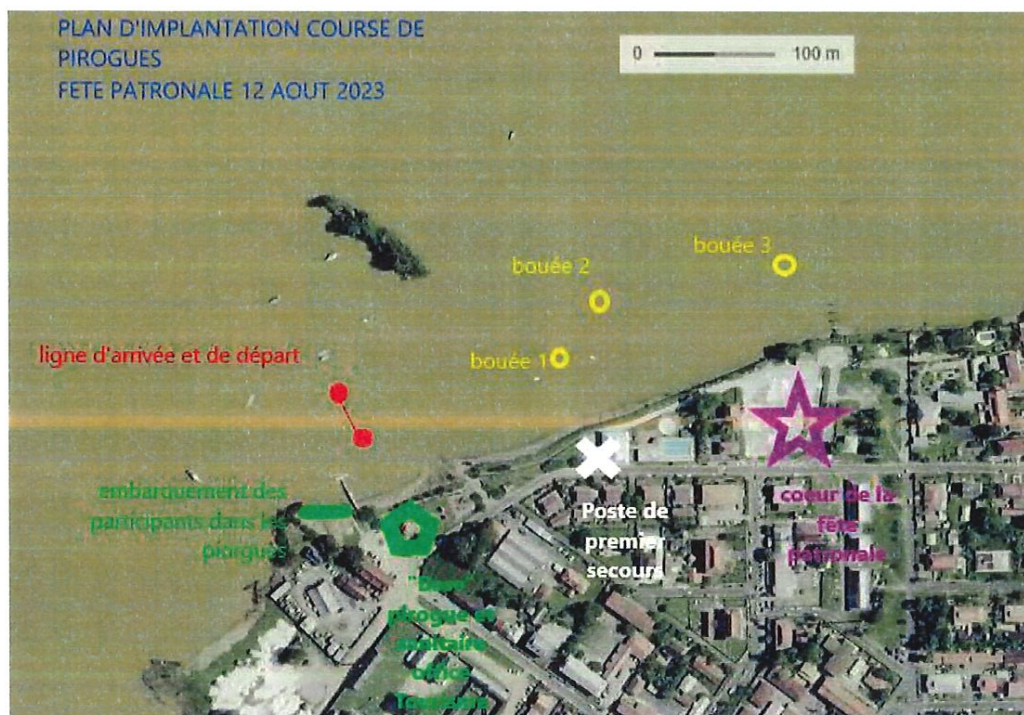 PLAN D'IMPLANTATION COURSE DE
PIROGUES
FETE PATRONALE 12 AOUT 2023
0 100 m
bouée 3
bouée 2
ligne d'arrivée et de départ
bouée 1
embarquement des
participants dans les
piorgues
Poste de
premier
secours
coeur de la
fête
patronale
pirogue et
office
Tourisme